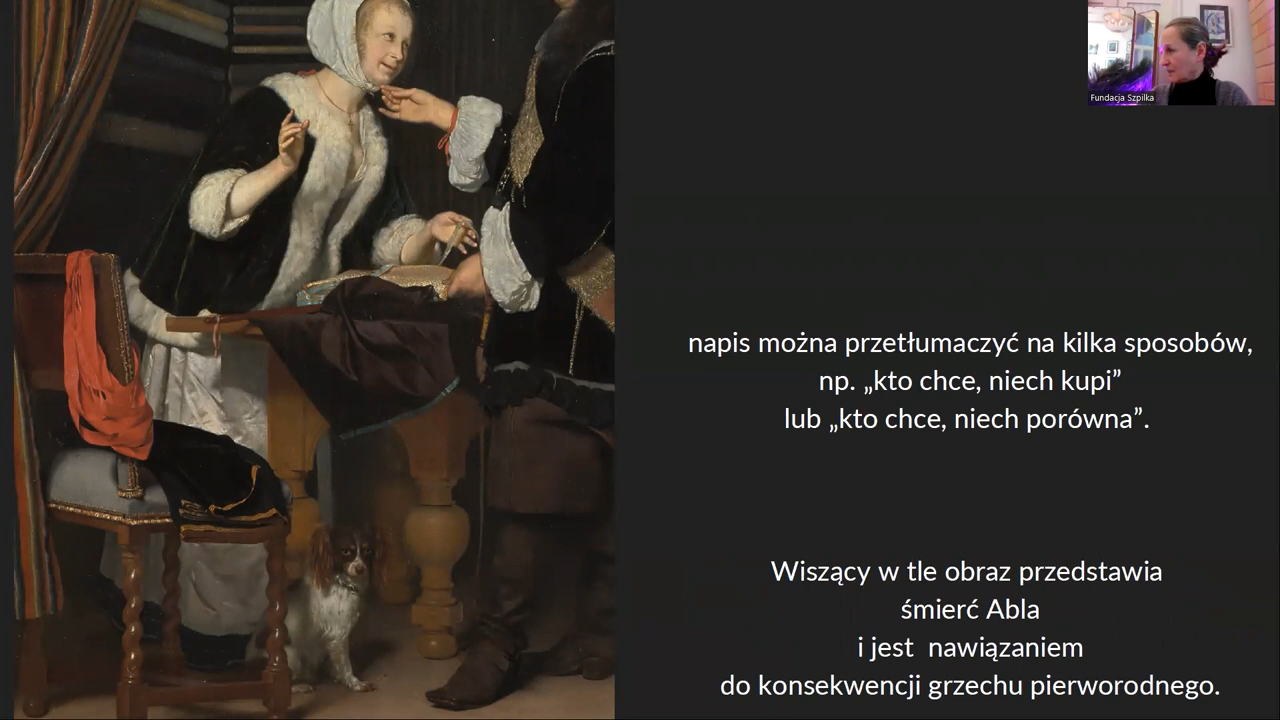 Fundacja Szpilka
napis można przetłumaczyć na kilka sposobów,
np. „kto chce, niech kupi”
lub „kto chce, niech porówna”.
Wiszący w tle obraz przedstawia
śmierć Abla
i jest  nawiązaniem
do konsekwencji grzechu pierworodnego.